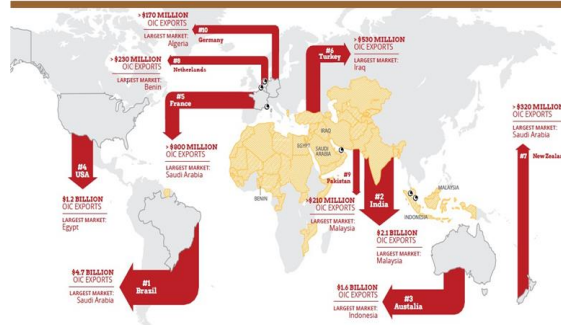 > $170 MILLION
OIC EXPORTS
LARGEST MARKET:
Algeria
#10
Germany
> $230 MILLION
OIC EXPORTS
LARGEST MARKET:
Benin
#8
Netherlands
#5
France
> $800 MILLION
OIC EXPORTS
LARGEST MARKET:
Saudi Arabia
#6
Turkey
> $530 MILLION
OIC EXPORTS
LARGEST MARKET:
Iraq
> $320 MILLION
OIC EXPORTS
LARGEST MARKET:
Saudi Arabia
#7 New Zealan
#4
USA
$1.2 BILLION
OIC EXPORTS
LARGEST MARKET:
Egypt
IRAQ
EGYPT
SAUDI
ARABIA
BENIN
#9
Pakistan
>$210 MILLION
OIC EXPORTS
LARGEST MARKET:
Malaysia
#2
India
$2.1 BILLION
OIC EXPORTS
LARGEST MARKET:
Malaysia
MALAYSIA
INDONESIA
$4.7 BILLION
OIC EXPORTS
LARGEST MARKET:
Saudi Arabia
#1
Brazil
$1.6 BILLION
OIC EXPORTS
LARGEST MARKET:
Indonesia
#3
Austalia